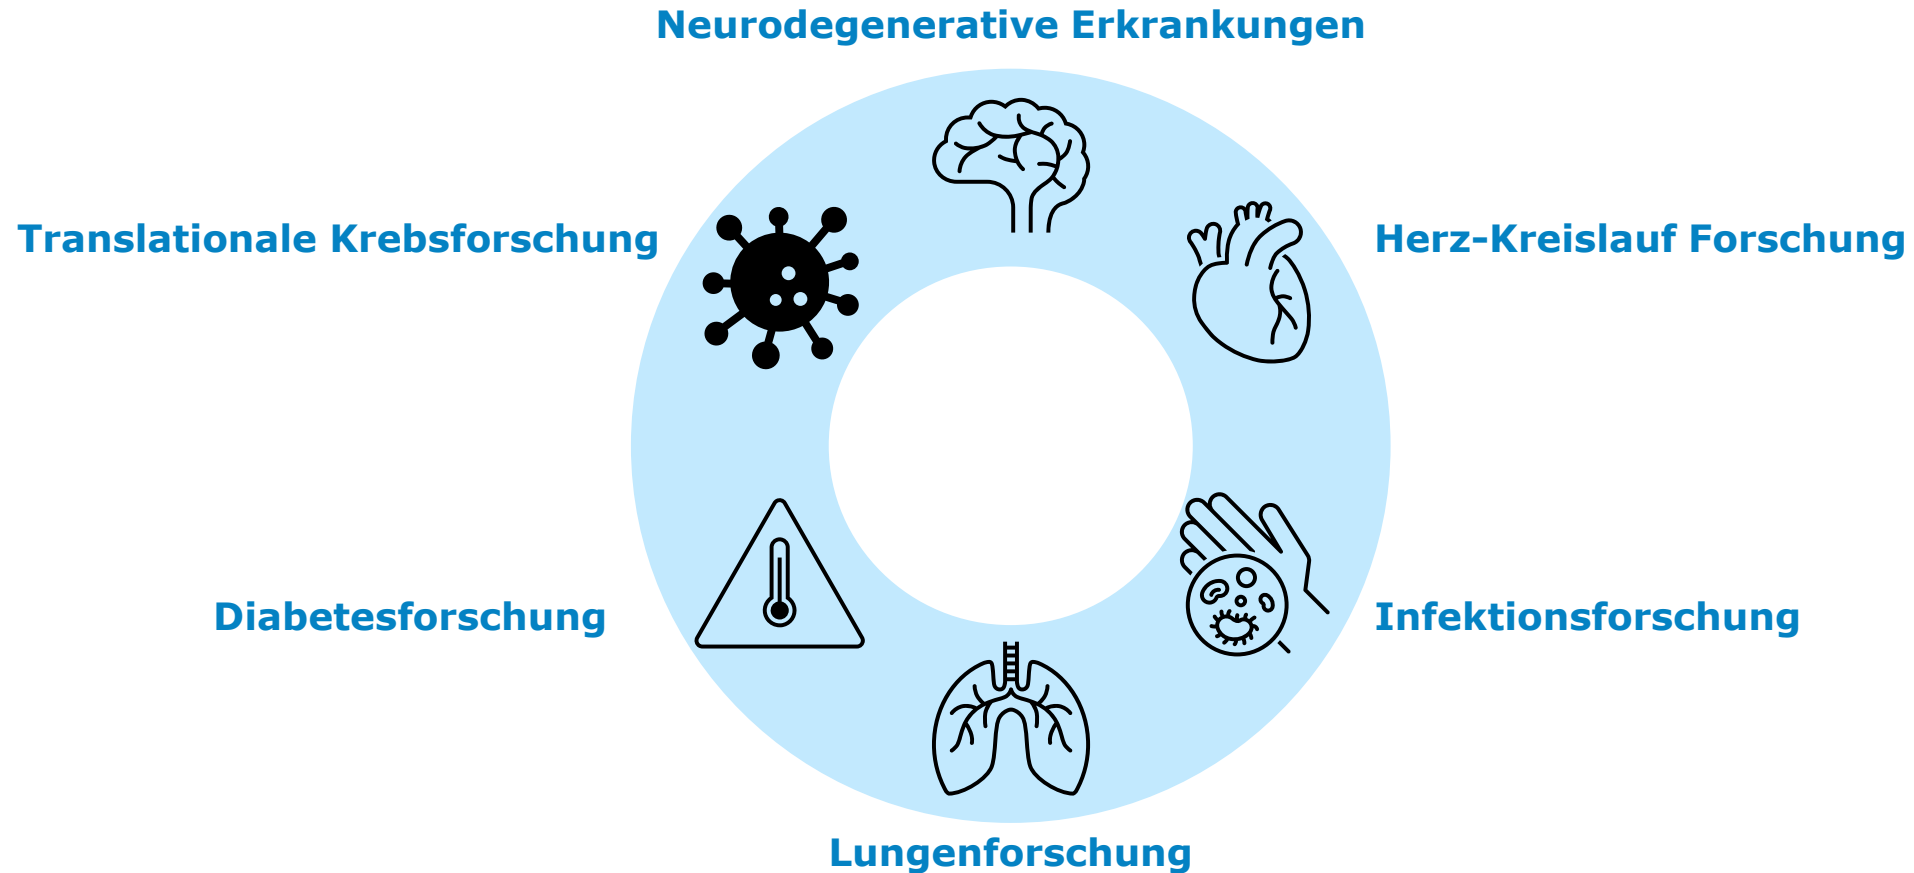 Neurodegenerative Erkrankungen
Translationale Krebsforschung
Herz-Kreislauf Forschung
Diabetesforschung
Infektionsforschung
Lungenforschung